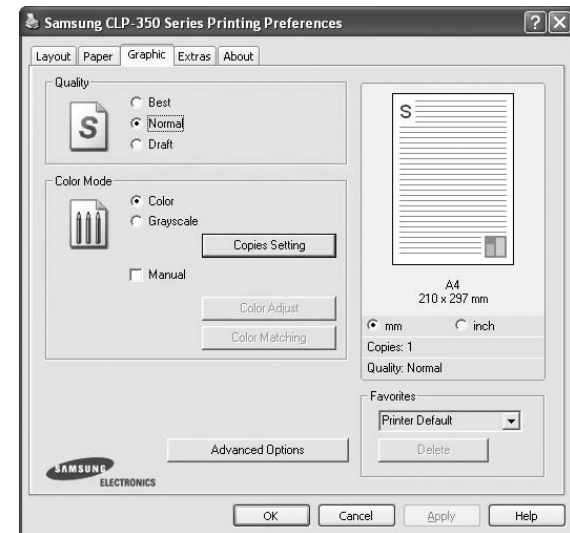 Samsung CLP-350 Series Printing Preferences
Layout Paper Graphic Extras About
Quality
S
Best
Normal
Draft
Color Mode
Color
Grayscale
Copies Setting
Manual
Color Adjust
Color Matching
S
A4
210 x 297 mm
mm inch
Copies: 1
Quality: Normal
Favorites
Printer Default
Delete
Advanced Options
SAMSUNG
ELECTRONICS
OK Cancel Apply Help